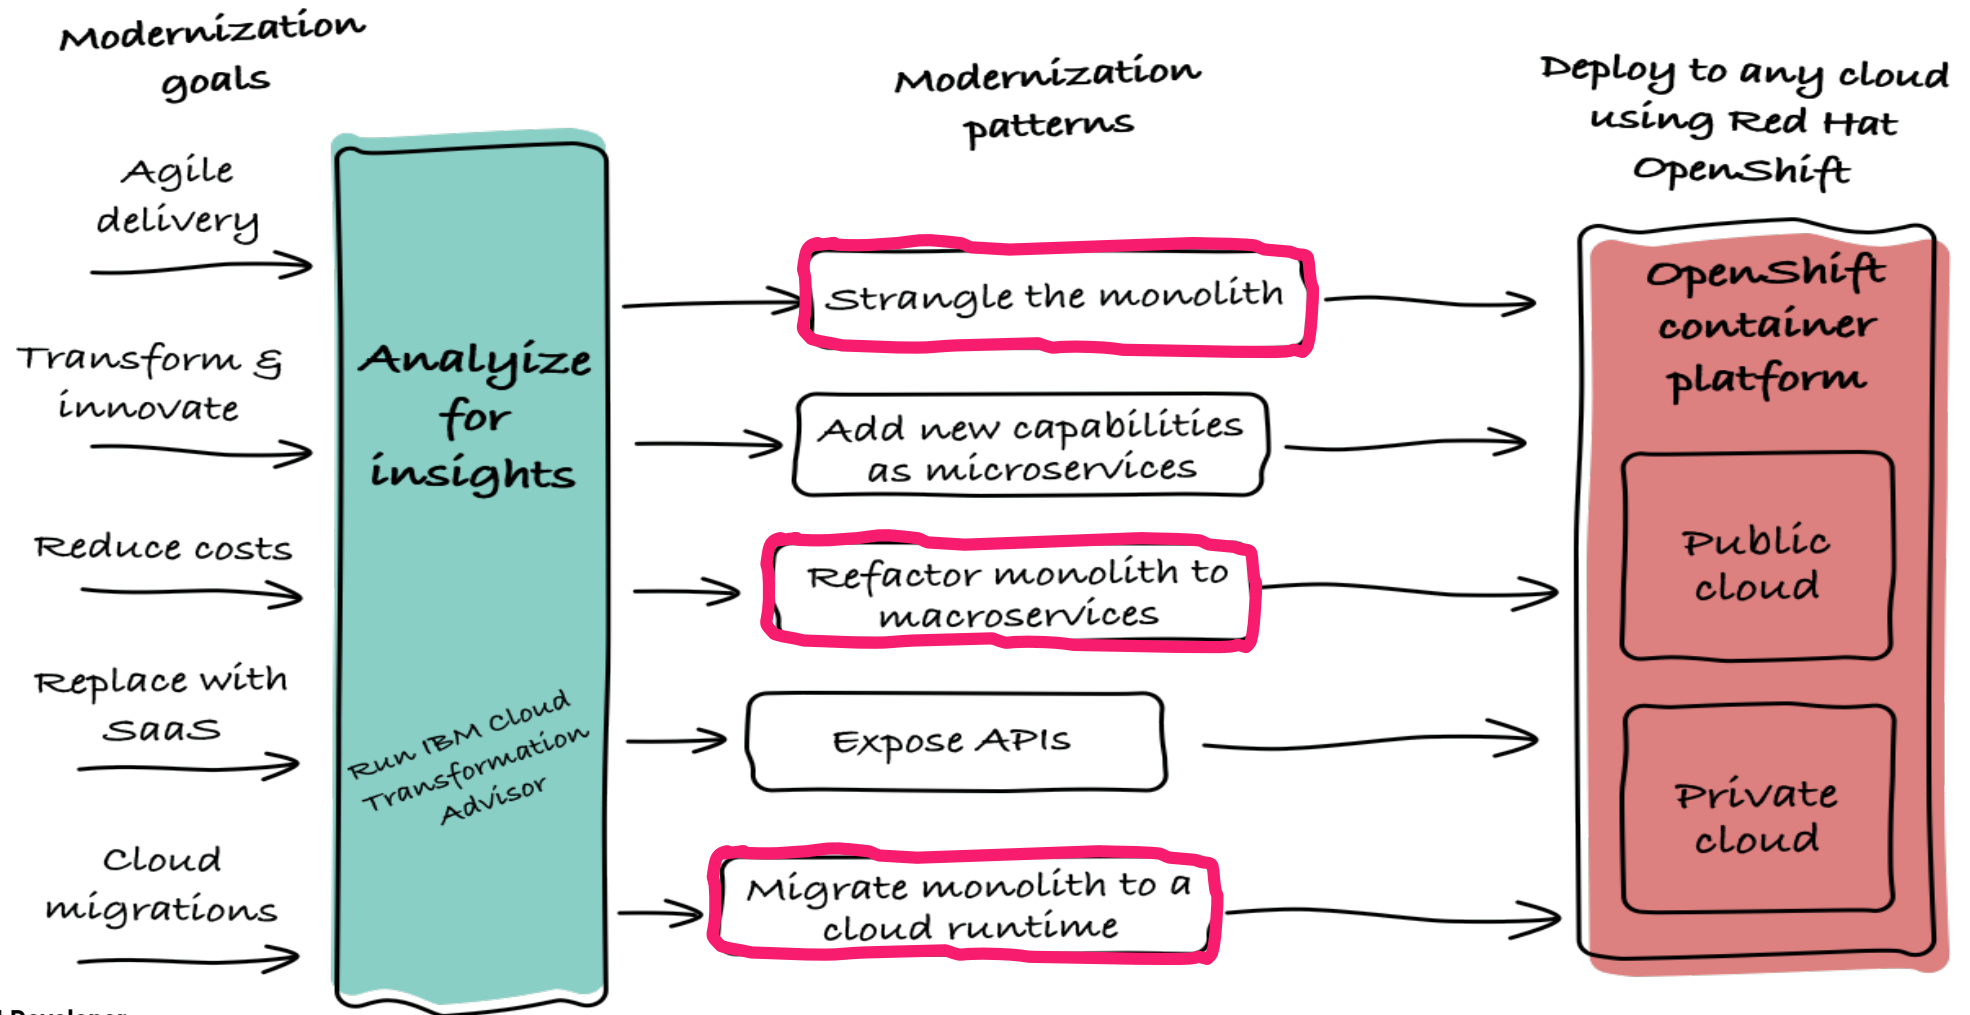 Modernization
goals
Agile
delivery
Transform &
innovate
Reduce costs
Replace with
SaaS
Cloud
migrations
Analyize
for
insights
Run IBM Cloud
Transformation
Advisor
Modernization
patterns
Strangle the monolith
Add new capabilities
as microservices
Refactor monolith to
macroservices
Expose APIs
Migrate monolith to a
cloud runtime
Deploy to any cloud
using Red Hat
OpenShift
OpenShift
container
platform
Public
cloud
Private
cloud